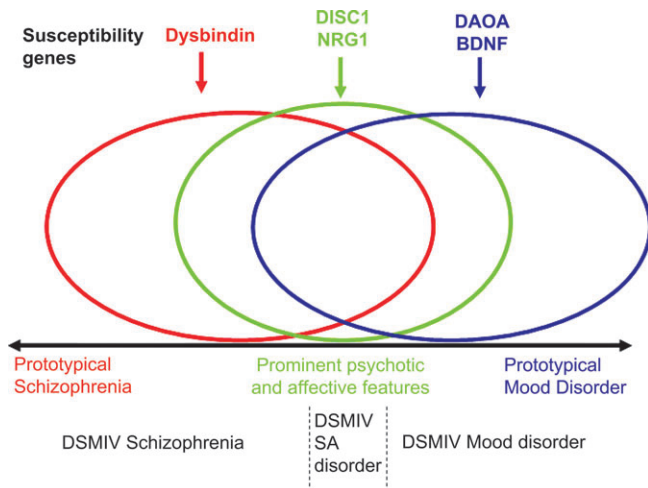 Susceptibility
genes
Dysbindin
DISC1
NRG1
DAOA
BDNF
Prototypical
Schizophrenia
Prominent psychotic
and affective features
Prototypical
Mood Disorder
DSMIV Schizophrenia
DSMIV
SA
disorder
DSMIV Mood disorder